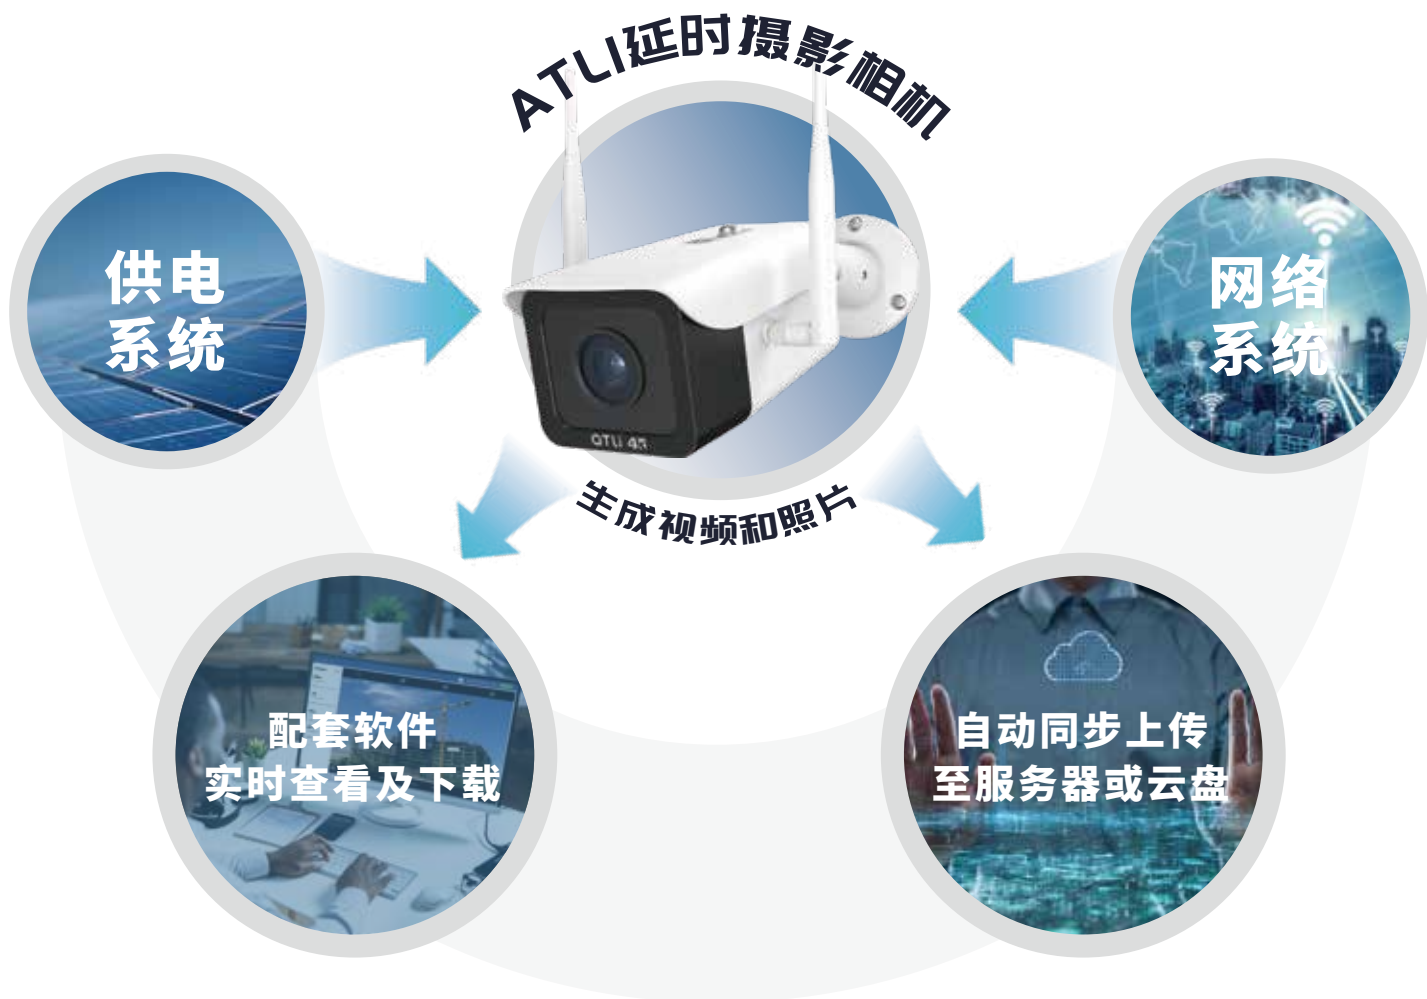 ATLI延时摄影相机
供电
系统
网络
系统
ATLI 4G
生成视频和照片
配套软件
实时查看及下载
自动同步上传
至服务器或云盘